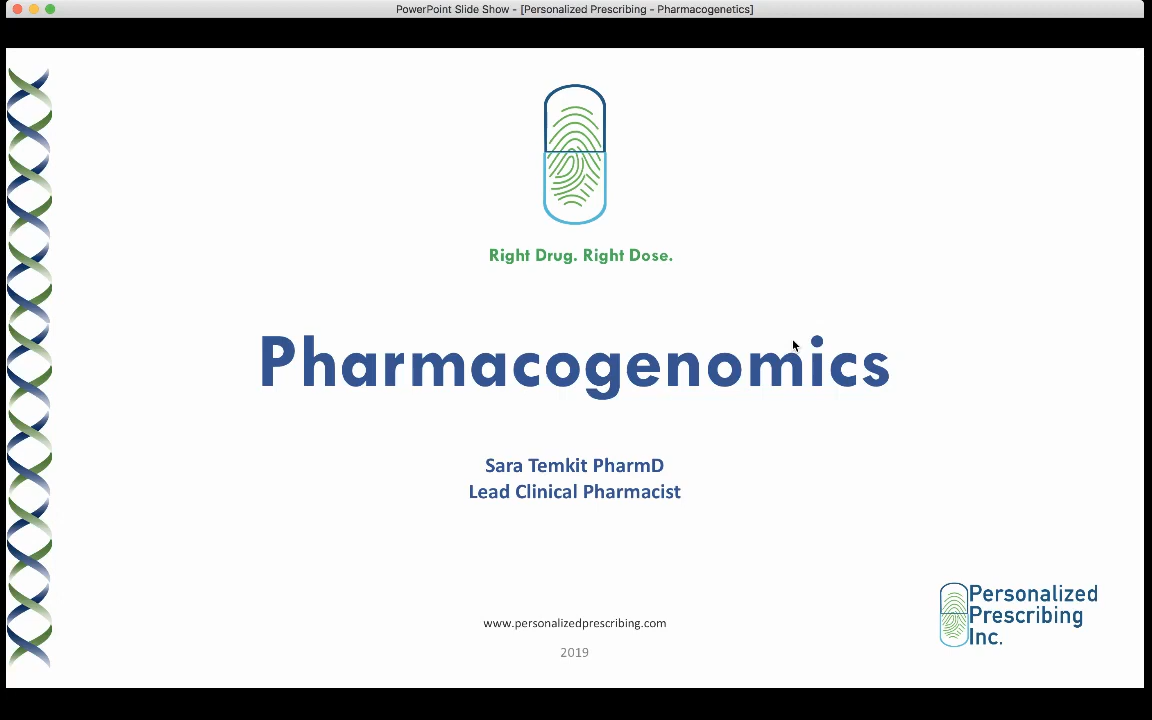 PowerPoint Slide Show - [Personalized Prescribing - Pharmacogenetics]
Right Drug. Right Dose.
Pharmacogenomics
Sara Temkit PharmD
Lead Clinical Pharmacist
www.personalizedprescribing.com
2019
Personalized
Prescribing
Inc.